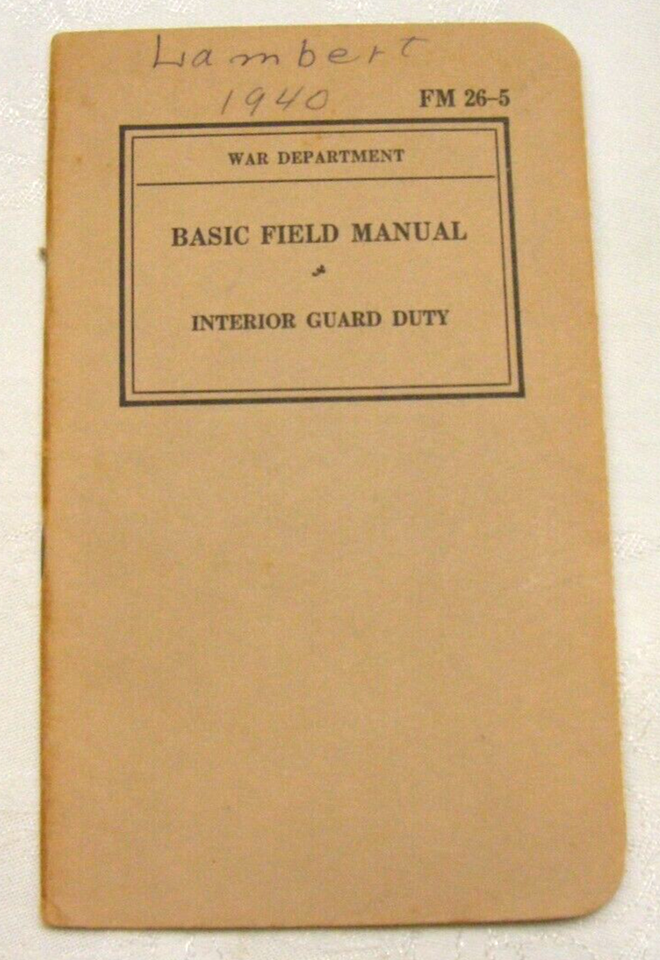 Lambert
1940
FM 26–5
WAR DEPARTMENT
BASIC FIELD MANUAL
INTERIOR GUARD DUTY